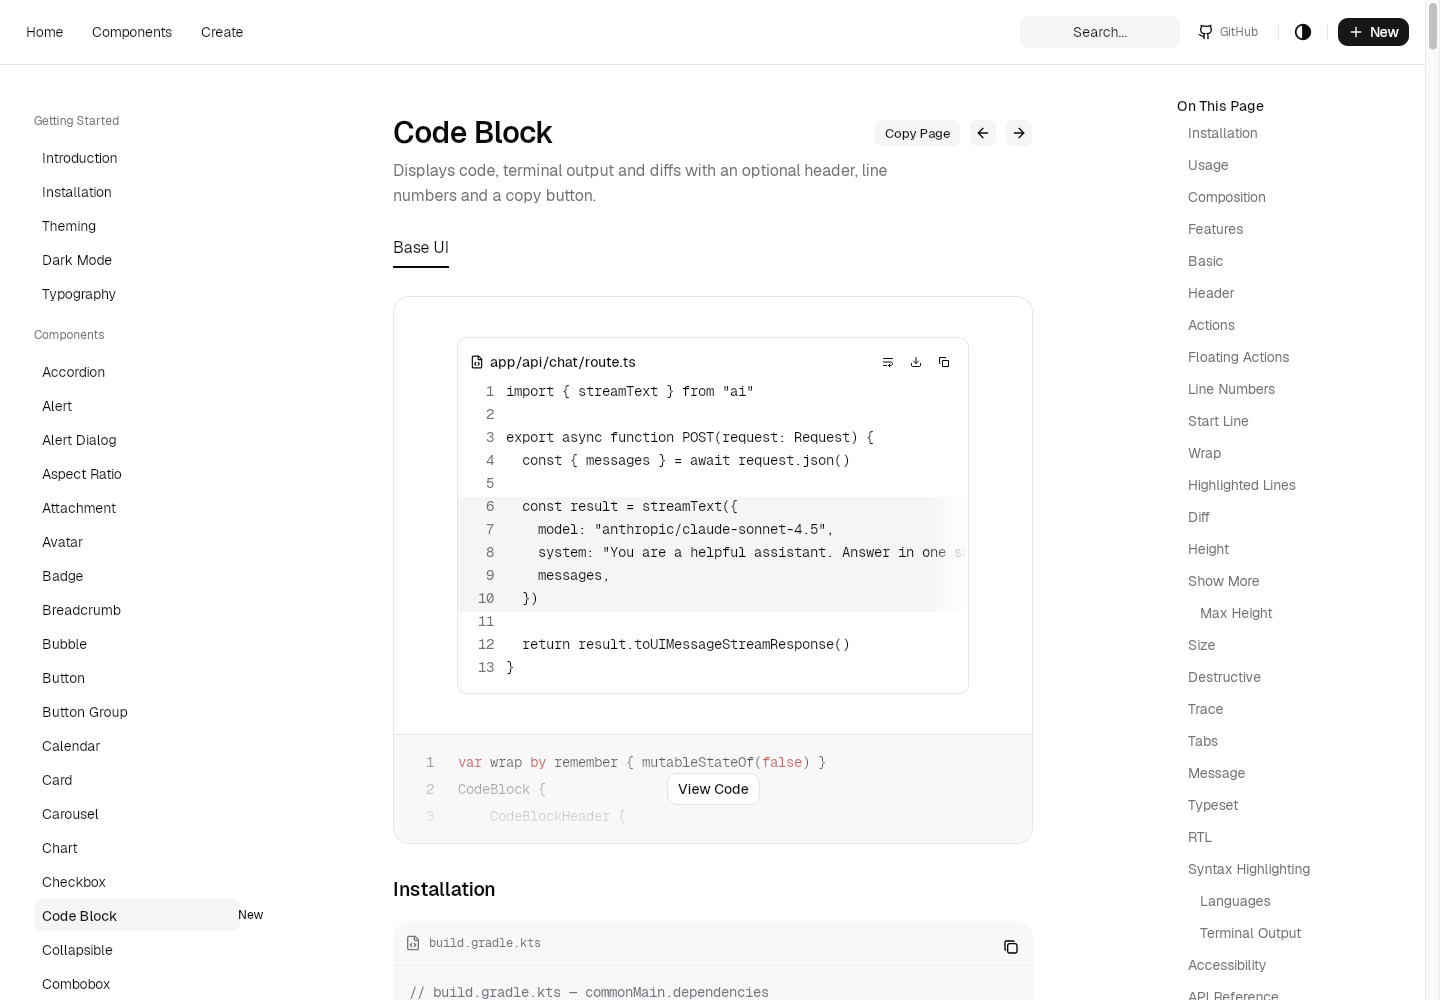 Home
Components
Create
Search...
GitHub
New
Getting Started
Introduction
Installation
Theming
Dark Mode
Typography
Components
Accordion
Alert
Alert Dialog
Aspect Ratio
Attachment
Avatar
Badge
Breadcrumb
Bubble
Button
Button Group
Calendar
Card
Carousel
Chart
Checkbox
Code Block New
Collapsible
Combobox
Code Block
Copy Page
Displays code, terminal output and diffs with an optional header, line
numbers and a copy button.
Base UI
app/api/chat/route.ts
1 import { streamText } from "ai"
2
3 export async function POST(request: Request) {
4   const { messages } = await request.json()
5
6   const result = streamText({
7     model: "anthropic/claude-sonnet-4.5",
8     system: "You are a helpful assistant. Answer in one
9     messages,
10   })
11
12   return result.toUIMessageStreamResponse()
13 }
1 var wrap by remember { mutableStateOf(false) }
2 CodeBlock {
View Code
3     CodeBlockHeader {
Installation
build.gradle.kts
// build.gradle.kts — commonMain.dependencies
On This Page
Installation
Usage
Composition
Features
Basic
Header
Actions
Floating Actions
Line Numbers
Start Line
Wrap
Highlighted Lines
Diff
Height
Show More
Max Height
Size
Destructive
Trace
Tabs
Message
Typeset
RTL
Syntax Highlighting
Languages
Terminal Output
Accessibility
API Reference